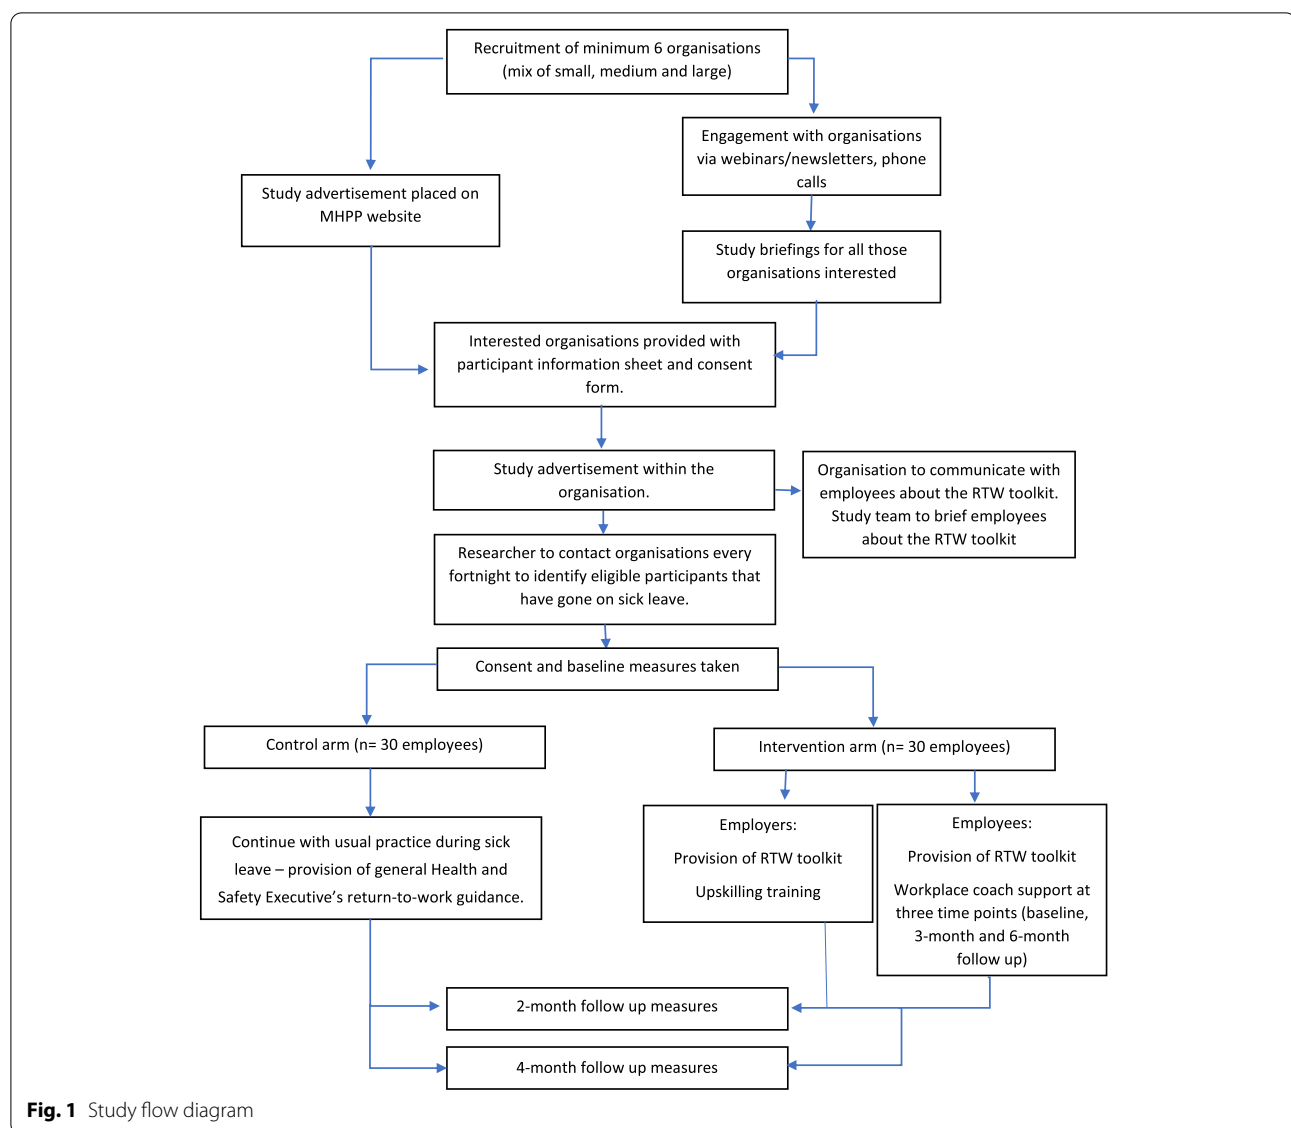 Recruitment of minimum 6 organisations
(mix of small, medium and large)
Engagement with organisations
via webinars/newsletters, phone
calls
Study advertisement placed on
MHPP website
Study briefings for all those
organisations interested
Interested organisations provided with
participant information sheet and consent
form.
Study advertisement within the
organisation.
Organisation to communicate with
employees about the RTW toolkit.
Study team to brief employees
about the RTW toolkit
Researcher to contact organisations every
fortnight to identify eligible participants that
have gone on sick leave.
Consent and baseline measures taken
Control arm (n= 30 employees)
Intervention arm (n= 30 employees)
Continue with usual practice during sick
leave – provision of general Health and
Safety Executive's return-to-work guidance.
Employers:
Provision of RTW toolkit
Upskilling training
Employees:
Provision of RTW toolkit
Workplace coach support at
three time points (baseline,
3-month and 6-month
follow up)
2-month follow up measures
4-month follow up measures
Fig. 1 Study flow diagram